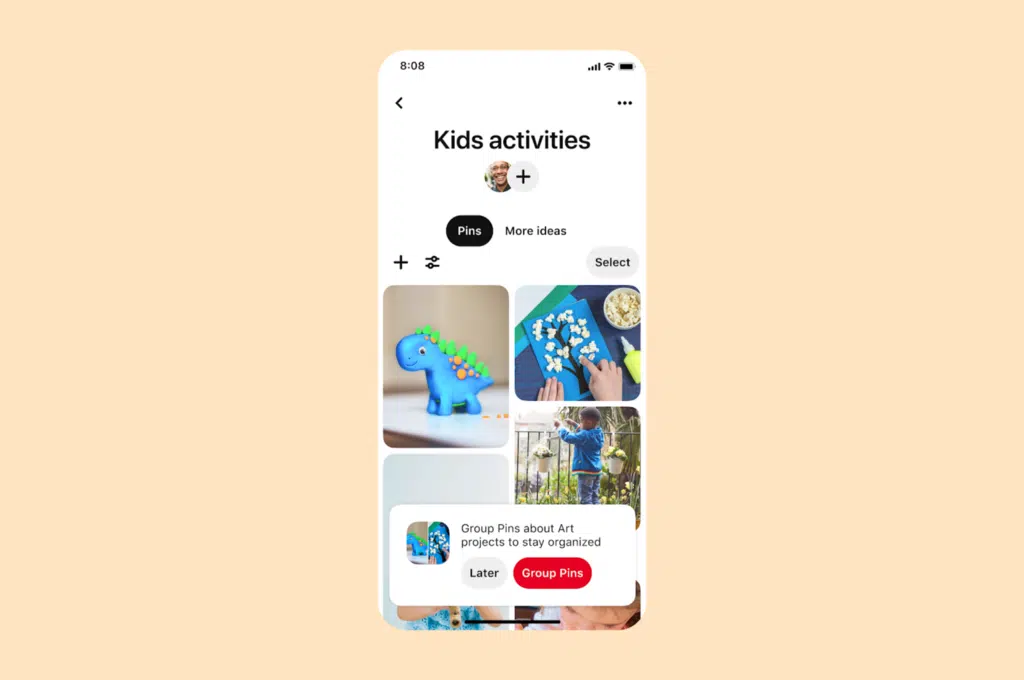 8:08
Kids activities
Pins
More ideas
Select
Group Pins about Art
projects to stay organized
Later
Group Pins